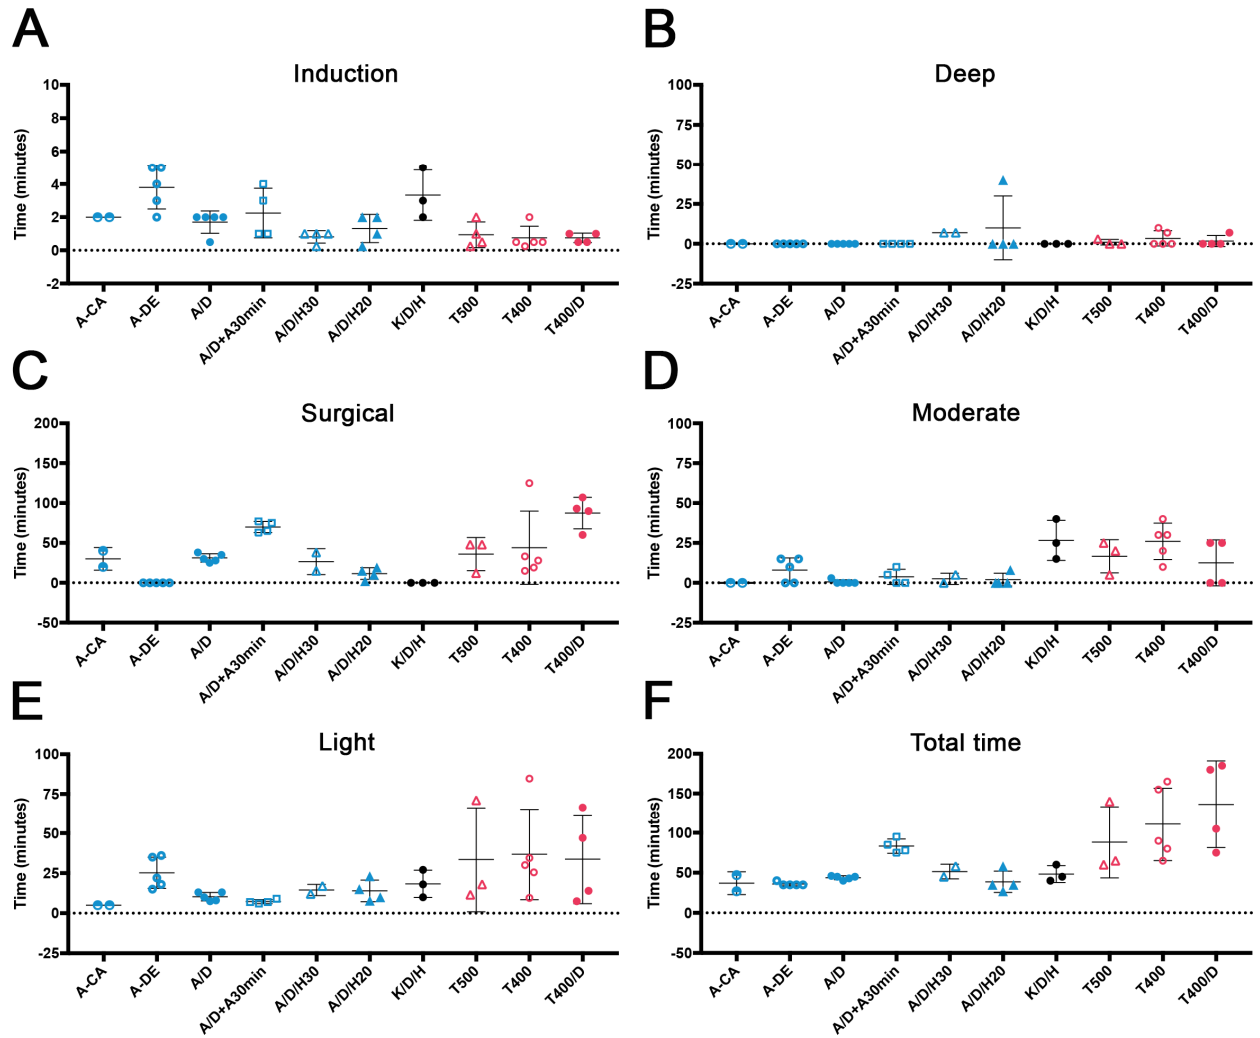 A
Induction
Time (minutes)
10
8
6
4
2
0
-2
A-CA
A-DE
A/D
A/D+A30min
A/D/H30
A/D/H20
K/D/H
T500
T400
T400/D
B
Deep
Time (minutes)
100
75
50
25
0
-25
A-CA
A-DE
A/D
A/D+A30min
A/D/H30
A/D/H20
K/D/H
T500
T400
T400/D
C
Surgical
Time (minutes)
200
150
100
50
0
-50
A-CA
A-DE
A/D
A/D+A30min
A/D/H30
A/D/H20
K/D/H
T500
T400
T400/D
D
Moderate
Time (minutes)
100
75
50
25
0
-25
A-CA
A-DE
A/D
A/D+A30min
A/D/H30
A/D/H20
K/D/H
T500
T400
T400/D
E
Light
Time (minutes)
100
75
50
25
0
-25
A-CA
A-DE
A/D
A/D+A30min
A/D/H30
A/D/H20
K/D/H
T500
T400
T400/D
F
Total time
Time (minutes)
200
150
100
50
0
-50
A-CA
A-DE
A/D
A/D+A30min
A/D/H30
A/D/H20
K/D/H
T500
T400
T400/D